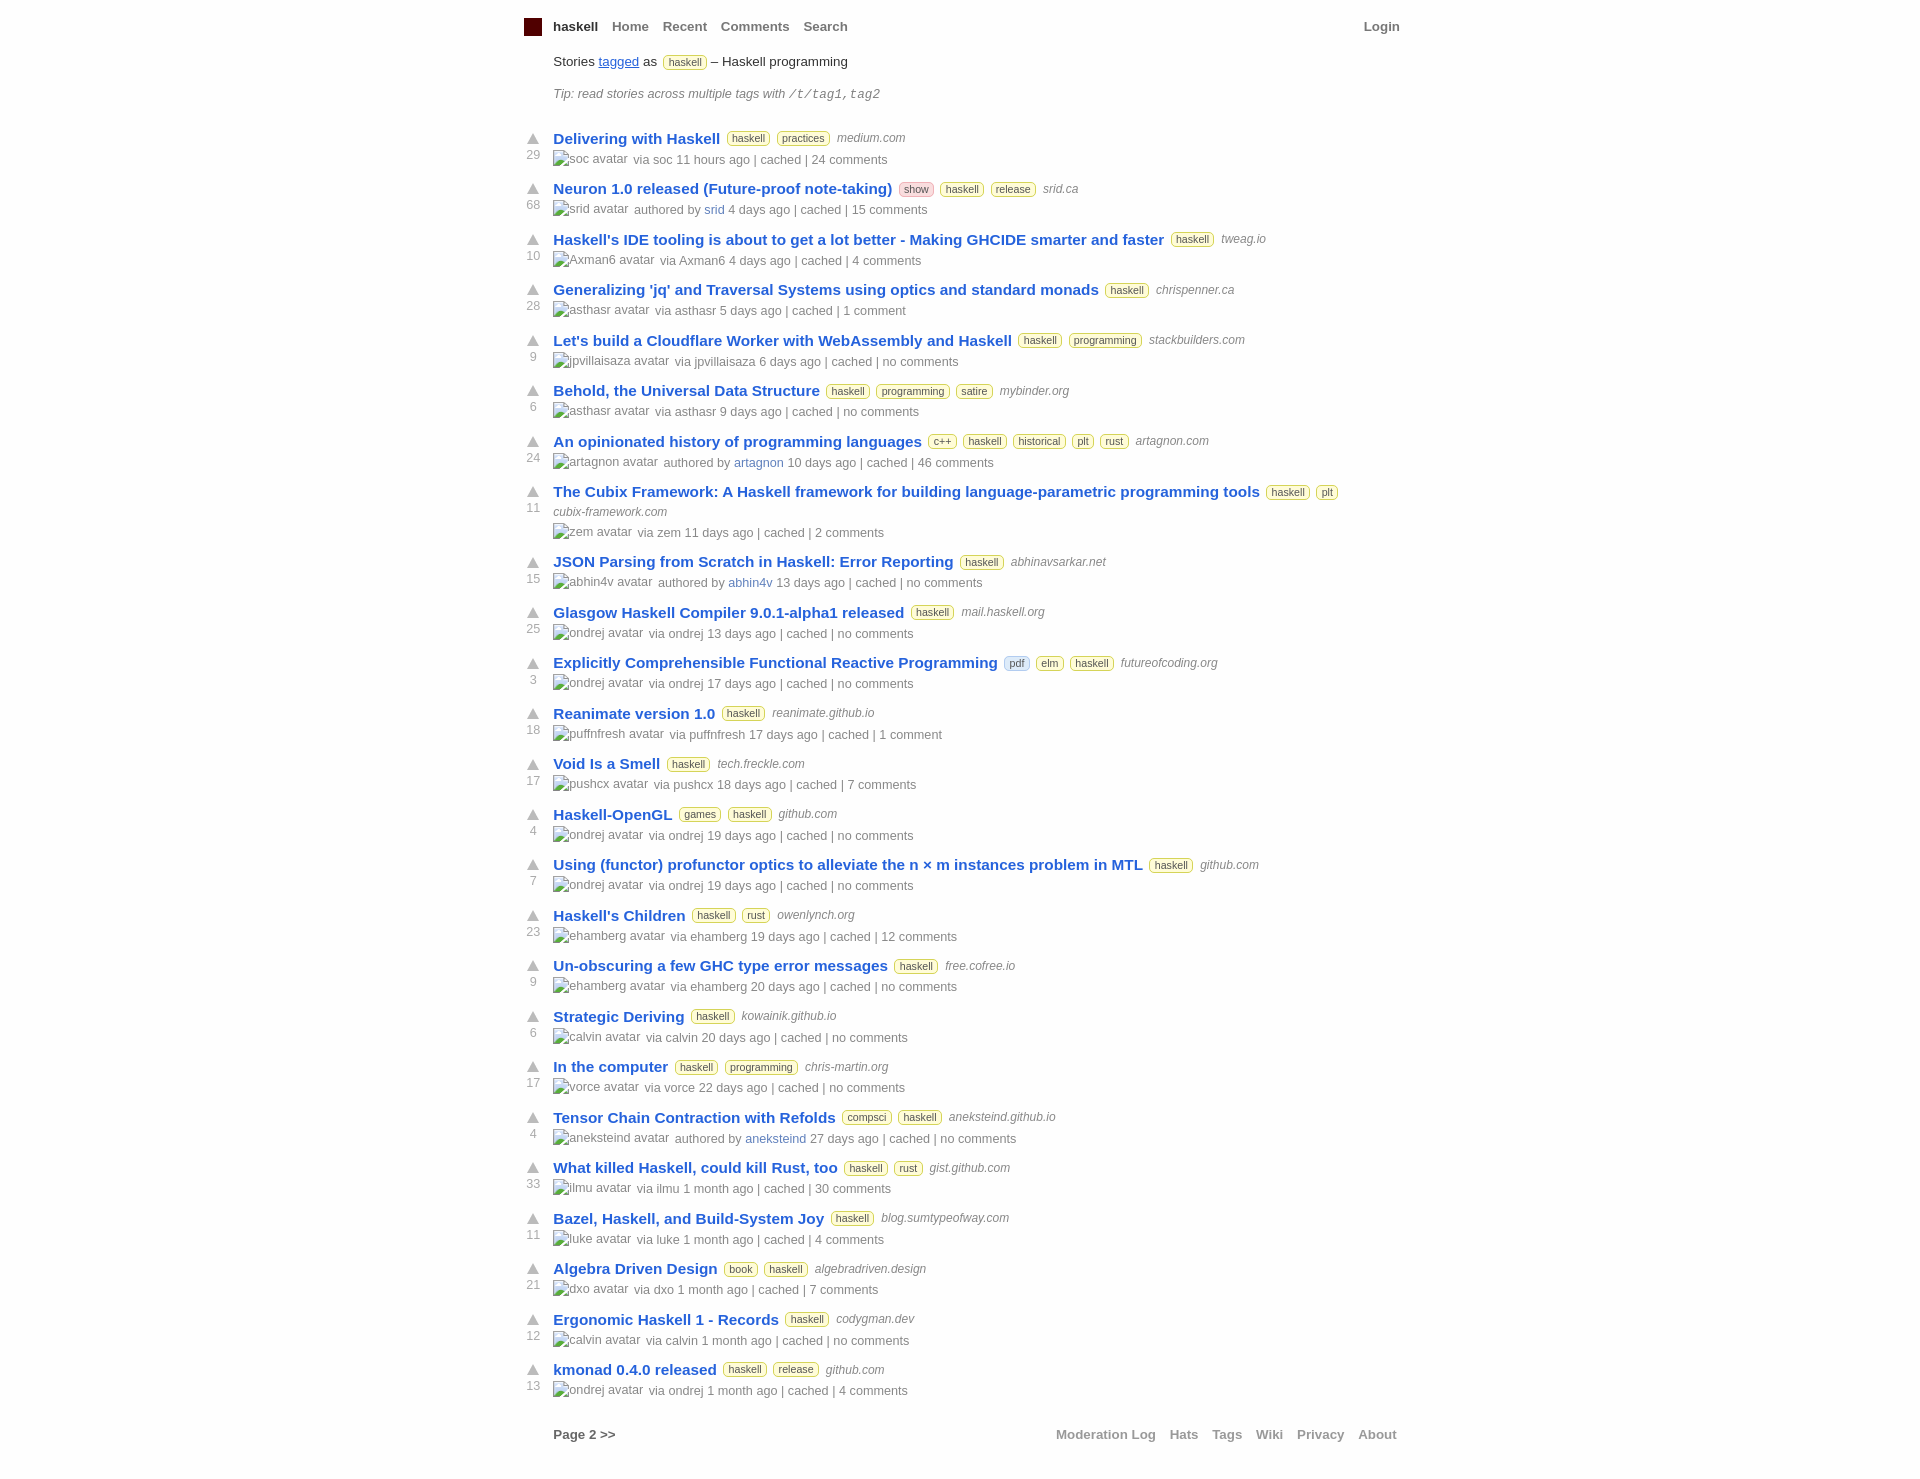 haskell Home Recent Comments Search Login
Stories tagged as haskell – Haskell programming
Tip: read stories across multiple tags with /t/tag1,tag2
Delivering with Haskell haskell practices medium.com
29 soc avatar via soc 11 hours ago | cached | 24 comments
Neuron 1.0 released (Future-proof note-taking) show haskell release srid.ca
68 srid avatar authored by srid 4 days ago | cached | 15 comments
Haskell's IDE tooling is about to get a lot better - Making GHCIDE smarter and faster haskell tweag.io
10 Axman6 avatar via Axman6 4 days ago | cached | 4 comments
Generalizing 'jq' and Traversal Systems using optics and standard monads haskell chrispenner.ca
28 asthasr avatar via asthasr 5 days ago | cached | 1 comment
Let's build a Cloudflare Worker with WebAssembly and Haskell haskell programming stackbuilders.com
9 jpvillaisaza avatar via jpvillaisaza 6 days ago | cached | no comments
Behold, the Universal Data Structure haskell programming satire mybinder.org
6 asthasr avatar via asthasr 9 days ago | cached | no comments
An opinionated history of programming languages c++ haskell historical plt rust artagnon.com
24 artagnon avatar authored by artagnon 10 days ago | cached | 46 comments
The Cubix Framework: A Haskell framework for building language-parametric programming tools haskell plt
11 cubix-framework.com
zem avatar via zem 11 days ago | cached | 2 comments
JSON Parsing from Scratch in Haskell: Error Reporting haskell abhinavsarkar.net
15 abhin4v avatar authored by abhin4v 13 days ago | cached | no comments
Glasgow Haskell Compiler 9.0.1-alpha1 released haskell mail.haskell.org
25 ondrej avatar via ondrej 13 days ago | cached | no comments
Explicitly Comprehensible Functional Reactive Programming pdf elm haskell futureofcoding.org
3 ondrej avatar via ondrej 17 days ago | cached | no comments
Reanimate version 1.0 haskell reanimate.github.io
18 puffnfresh avatar via puffnfresh 17 days ago | cached | 1 comment
Void Is a Smell haskell tech.freckle.com
17 pushcx avatar via pushcx 18 days ago | cached | 7 comments
Haskell-OpenGL games haskell github.com
4 ondrej avatar via ondrej 19 days ago | cached | no comments
Using (functor) profunctor optics to alleviate the n × m instances problem in MTL haskell github.com
7 ondrej avatar via ondrej 19 days ago | cached | no comments
Haskell's Children haskell rust owenlynch.org
23 ehamberg avatar via ehamberg 19 days ago | cached | 12 comments
Un-obscuring a few GHC type error messages haskell free.cofree.io
9 ehamberg avatar via ehamberg 20 days ago | cached | no comments
Strategic Deriving haskell kowainik.github.io
6 calvin avatar via calvin 20 days ago | cached | no comments
In the computer haskell programming chris-martin.org
17 vorce avatar via vorce 22 days ago | cached | no comments
Tensor Chain Contraction with Refolds compsci haskell aneksteind.github.io
4 aneksteind avatar authored by aneksteind 27 days ago | cached | no comments
What killed Haskell, could kill Rust, too haskell rust gist.github.com
33 ilmu avatar via ilmu 1 month ago | cached | 30 comments
Bazel, Haskell, and Build-System Joy haskell blog.sumtypeofway.com
11 luke avatar via luke 1 month ago | cached | 4 comments
Algebra Driven Design book haskell algebradriven.design
21 dxo avatar via dxo 1 month ago | cached | 7 comments
Ergonomic Haskell 1 - Records haskell codygman.dev
12 calvin avatar via calvin 1 month ago | cached | no comments
kmonad 0.4.0 released haskell release github.com
13 ondrej avatar via ondrej 1 month ago | cached | 4 comments
Page 2 >> Moderation Log Hats Tags Wiki Privacy About